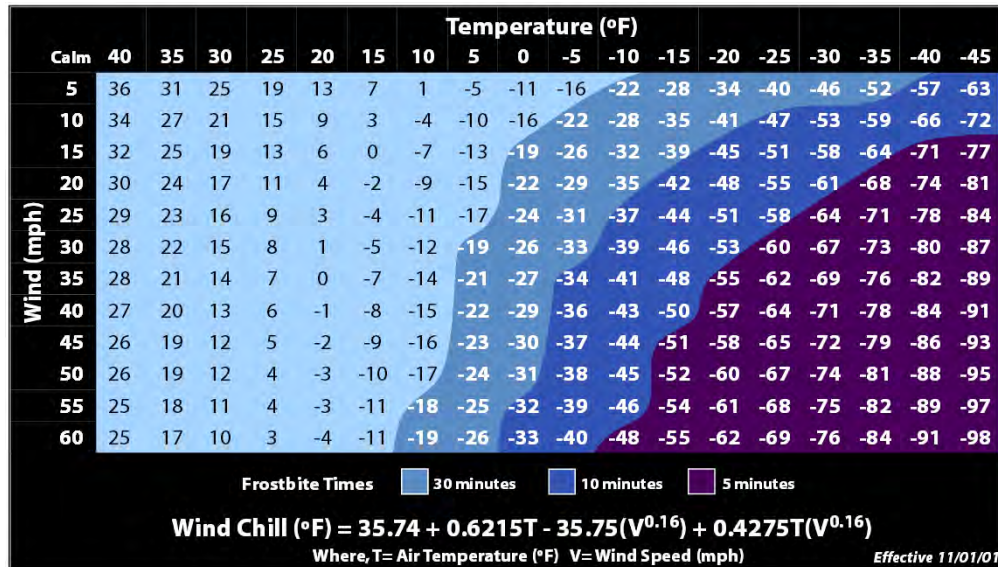 Temperature (ºF)
Calm 40 35 30 25 20 15 10 5 0 -5 -10 -15 -20 -25 -30 -35 -40 -45
Wind (mph)
5 36 31 25 19 13 7 1 -5 -11 -16 -22 -28 -34 -40 -46 -52 -57 -63
10 34 27 21 15 9 3 -4 -10 -16 -22 -28 -35 -41 -47 -53 -59 -66 -72
15 32 25 19 13 6 0 -7 -13 -19 -26 -32 -39 -45 -51 -58 -64 -71 -77
20 30 24 17 11 4 -2 -9 -15 -22 -29 -35 -42 -48 -55 -61 -68 -74 -81
25 29 23 16 9 3 -4 -11 -17 -24 -31 -37 -44 -51 -58 -64 -71 -78 -84
30 28 22 15 8 1 -5 -12 -19 -26 -33 -39 -46 -53 -60 -67 -73 -80 -87
35 28 21 14 7 0 -7 -14 -21 -27 -34 -41 -48 -55 -62 -69 -76 -82 -89
40 27 20 13 6 -1 -8 -15 -22 -29 -36 -43 -50 -57 -64 -71 -78 -84 -91
45 26 19 12 5 -2 -9 -16 -23 -30 -37 -44 -51 -58 -65 -72 -79 -86 -93
50 26 19 12 4 -3 -10 -17 -24 -31 -38 -45 -52 -60 -67 -74 -81 -88 -95
55 25 18 11 4 -3 -11 -18 -25 -32 -39 -46 -54 -61 -68 -75 -82 -89 -97
60 25 17 10 3 -4 -11 -19 -26 -33 -40 -48 -55 -62 -69 -76 -84 -91 -98
Frostbite Times 30 minutes 10 minutes 5 minutes
Wind Chill (ºF) = 35.74 + 0.6215T - 35.75(V^0.16) + 0.4275T(V^0.16)
Where, T= Air Temperature (ºF) V= Wind Speed (mph) Effective 11/01/01